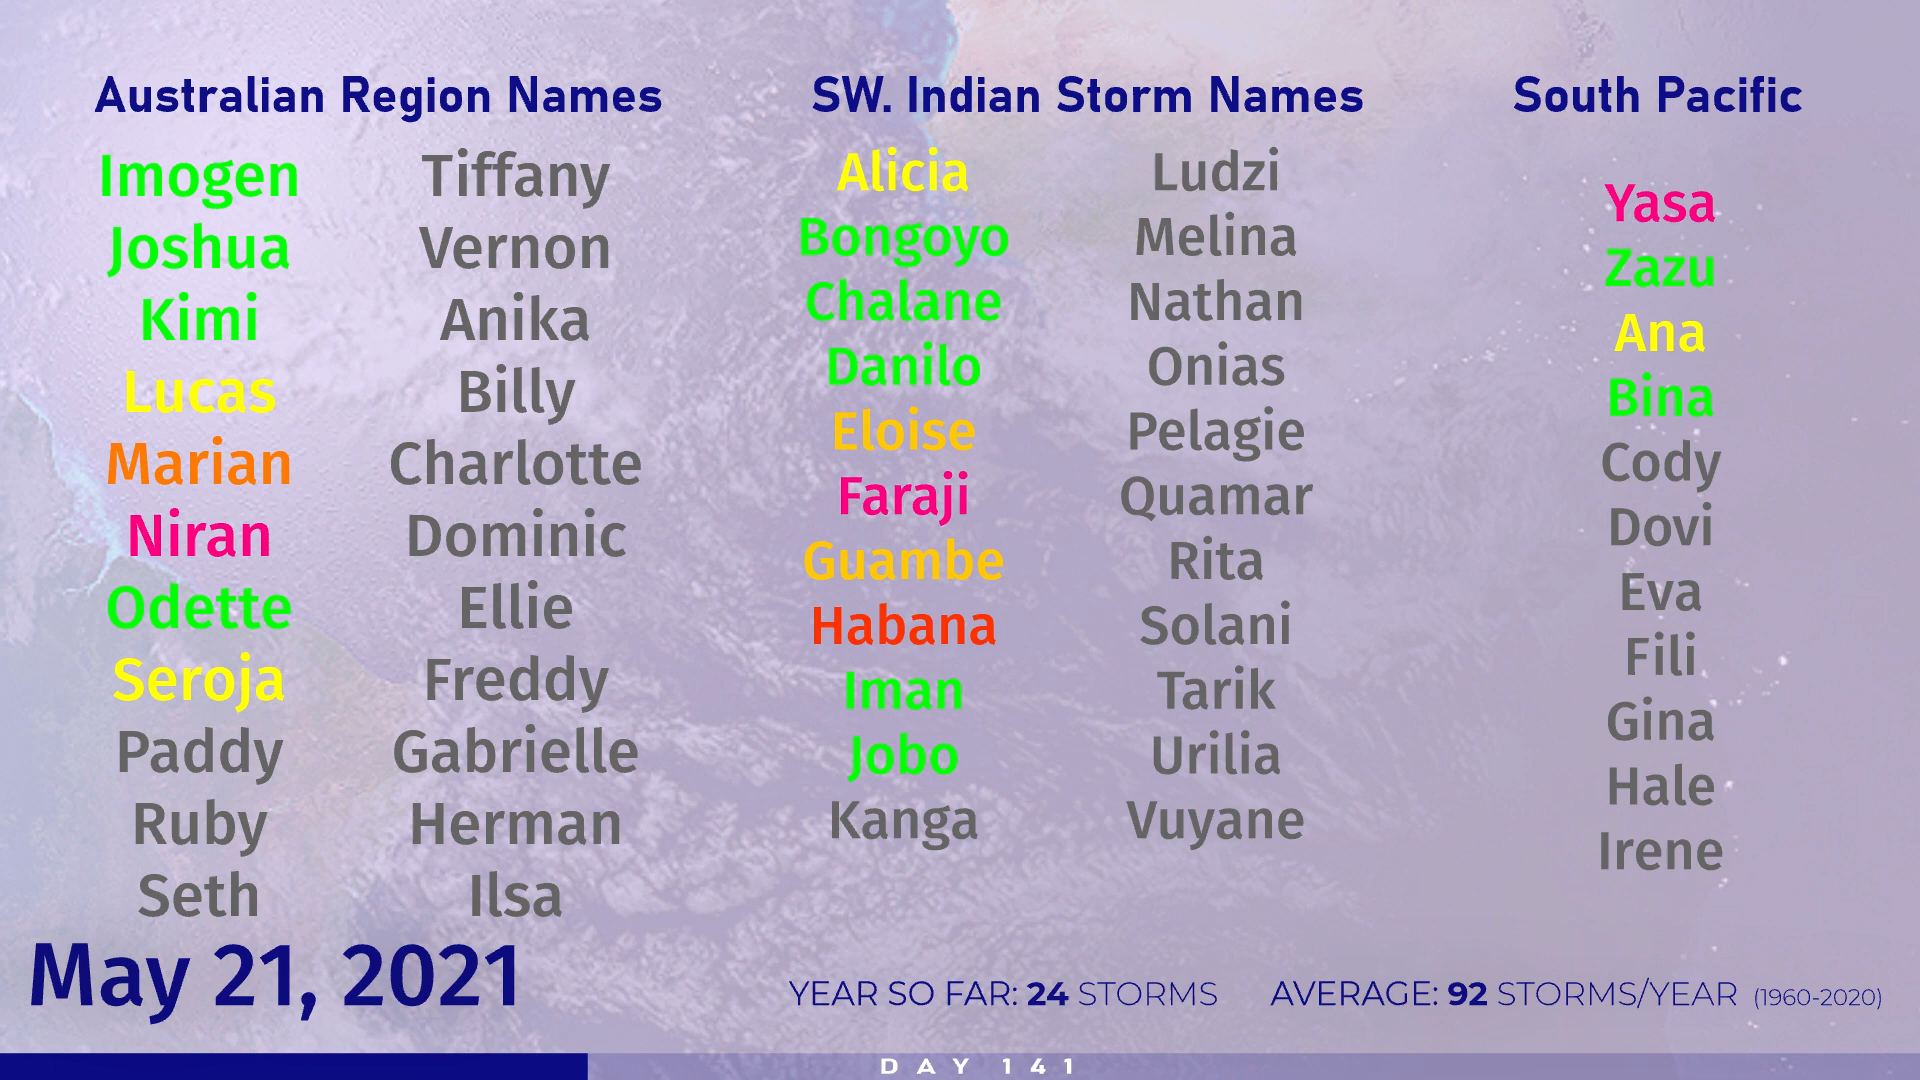 Australian Region Names
Imogen
Joshua
Kimi
Lucas
Marian
Niran
Odette
Seroja
Paddy
Ruby
Seth
Tiffany
Vernon
Anika
Billy
Charlotte
Dominic
Ellie
Freddy
Gabrielle
Herman
Ilsa
SW. Indian Storm Names
Alicia
Bongoyo
Chalane
Danilo
Eloise
Faraji
Guambe
Habana
Iman
Jobo
Kanga
Ludzi
Melina
Nathan
Onias
Pelagie
Quamar
Rita
Solani
Tarik
Urilia
Vuyane
South Pacific
Yasa
Zazu
Ana
Bina
Cody
Dovi
Eva
Fili
Gina
Hale
Irene
May 21, 2021
YEAR SO FAR: 24 STORMS
AVERAGE: 92 STORMS/YEAR (1960-2020)
DAY 141